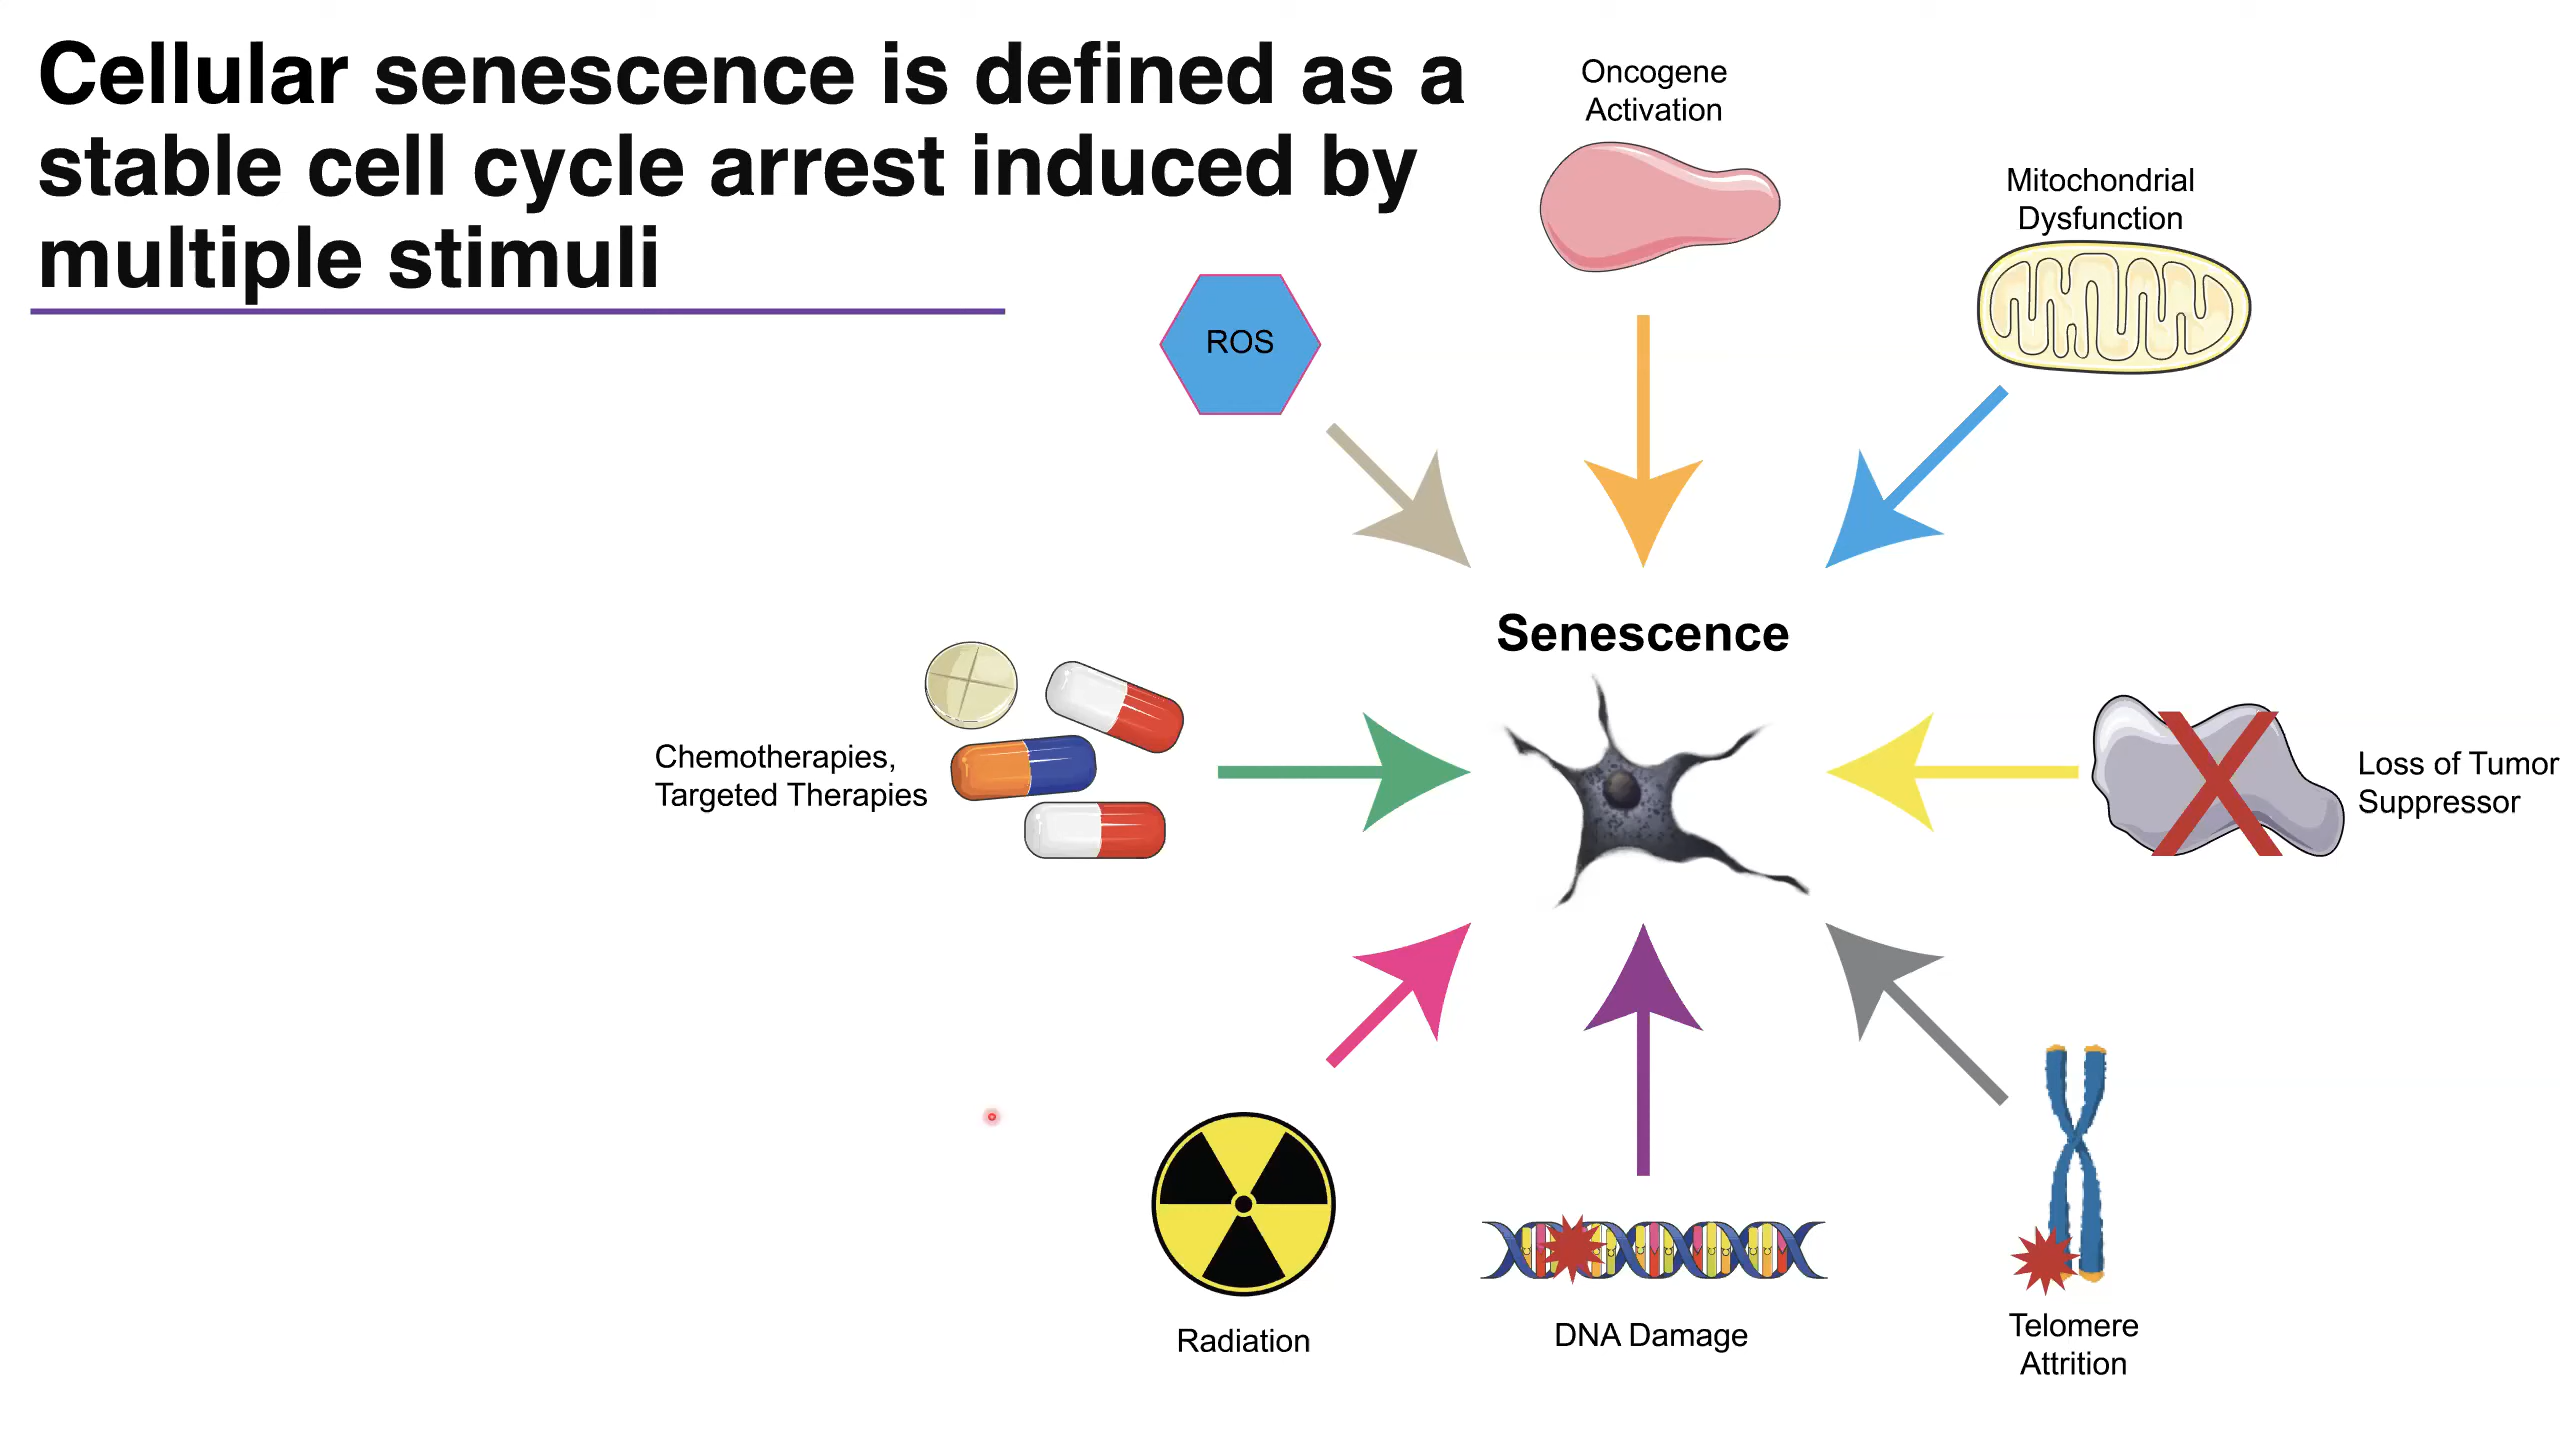 Cellular senescence is defined as a
stable cell cycle arrest induced by
multiple stimuli
Oncogene
Activation
Mitochondrial
Dysfunction
ROS
Senescence
Chemotherapies,
Targeted Therapies
Loss of Tumor
Suppressor
Radiation
DNA Damage
Telomere
Attrition